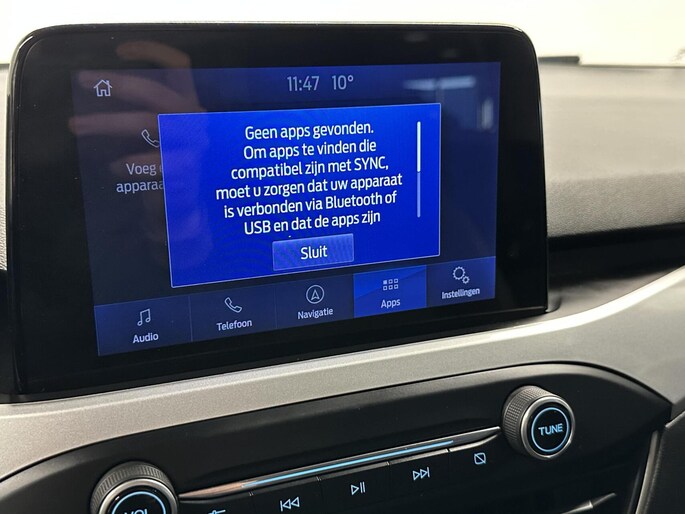 11:47 10°
Geen apps gevonden.
Om apps te vinden die
compatibel zijn met SYNC,
moet u zorgen dat uw apparaat
is verbonden via Bluetooth of
USB en dat de apps zijn
Sluit
Voeg
apparaa
Audio
Telefoon
Navigatie
Apps
Instellingen
TUNE
VOL